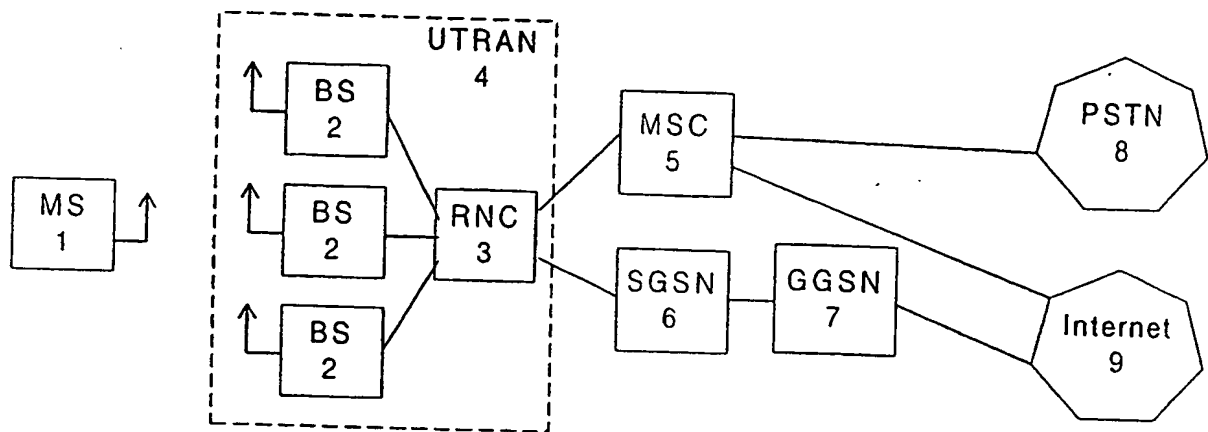 UTRAN
4
BS
2
BS
2
BS
2
MS
1
RNC
3
MSC
5
SGSN
6
GGSN
7
PSTN
8
Internet
9